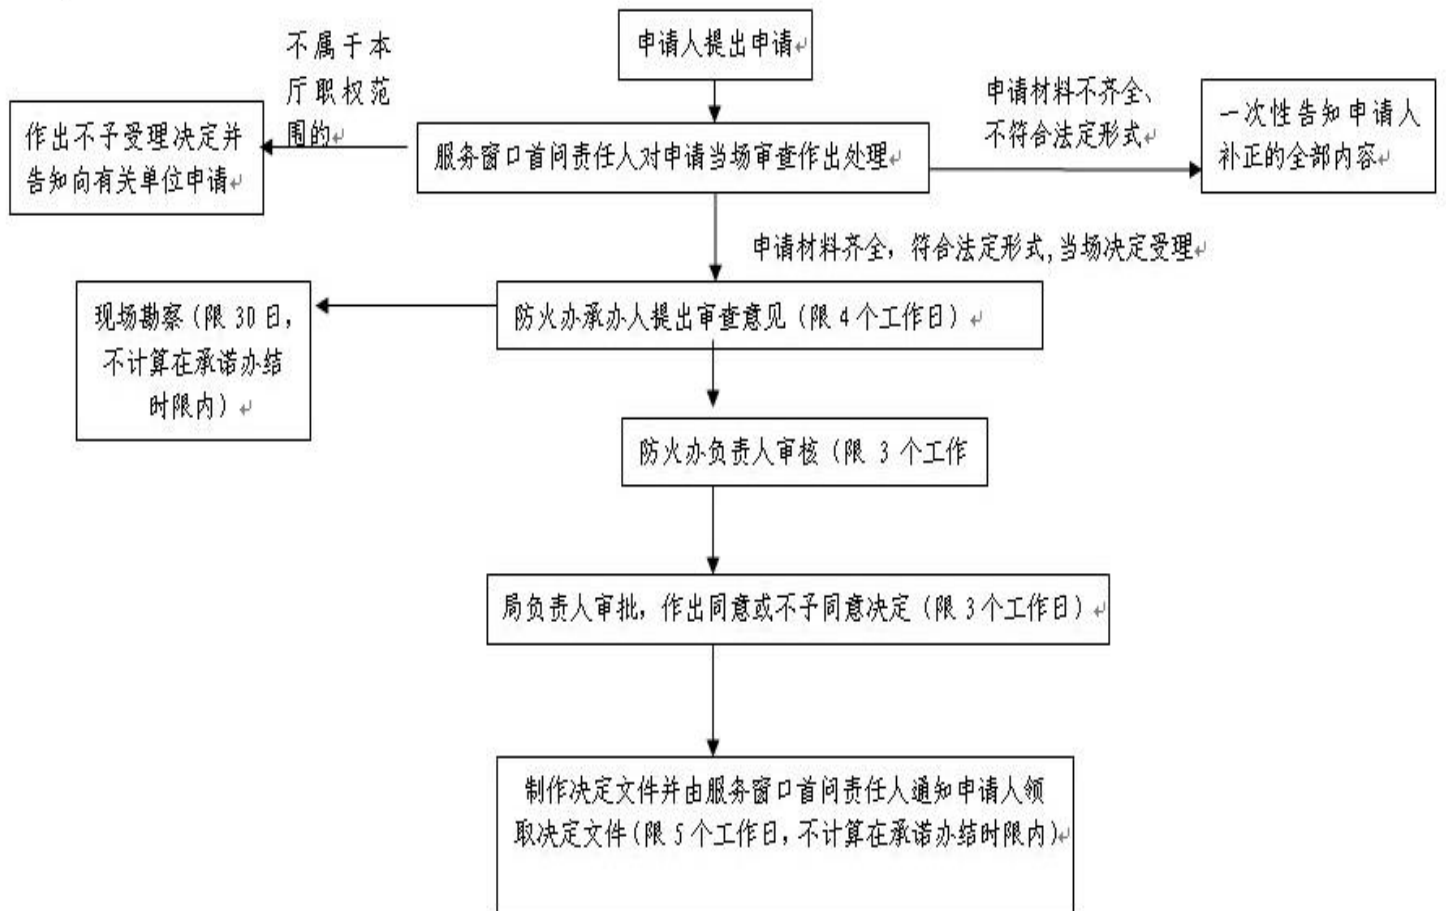 申请人提出申请
不属于本
厅职权范
围的
申请材料不齐全、
不符合法定形式
作出不予受理决定并
告知向有关单位申请
服务窗口首问责任人对申请当场审查作出处理
一次性告知申请人
补正的全部内容
申请材料齐全，符合法定形式,当场决定受理
现场勘察（限 30 日，
不计算在承诺办结
时限内）
防火办承办人提出审查意见（限 4 个工作日）
防火办负责人审核（限 3 个工作
局负责人审批，作出同意或不予同意决定（限 3 个工作日）
制作决定文件并由服务窗口首问责任人通知申请人领
取决定文件（限 5 个工作日，不计算在承诺办结时限内）